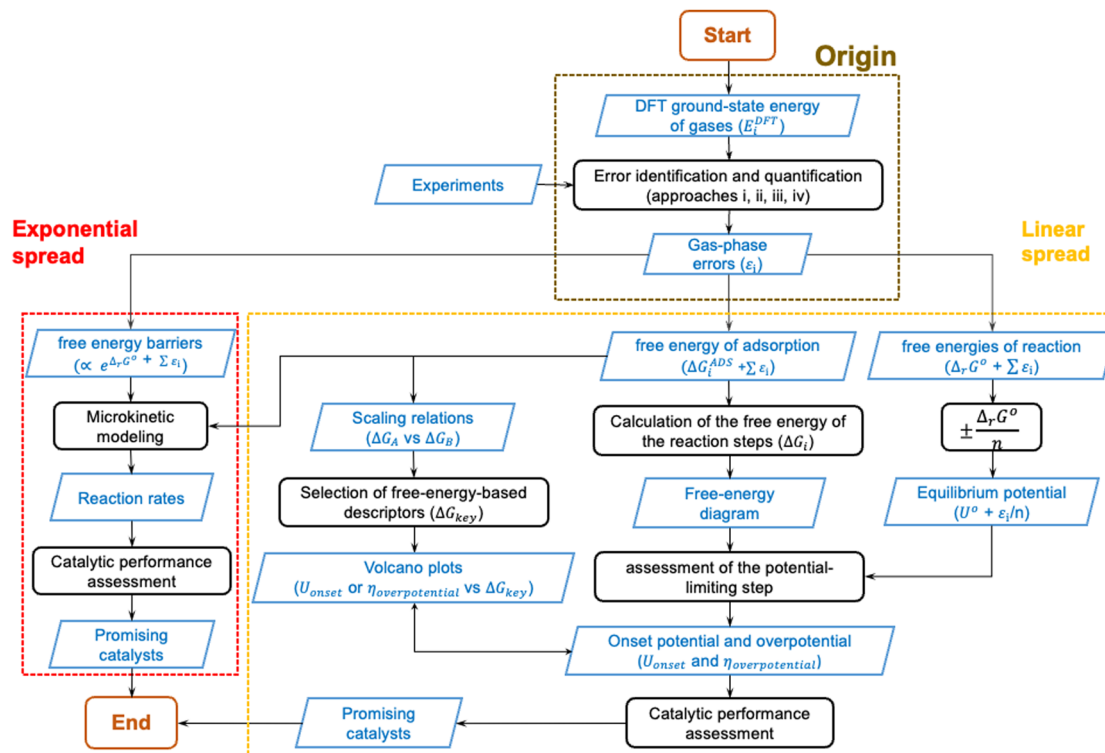 Start
Origin
DFT ground-state energy
of gases (E_i^DFT)
Experiments
Error identification and quantification
(approaches i, ii, iii, iv)
Gas-phase
errors (ε_i)
Exponential
spread
Linear
spread
free energy barriers
(∝ e^{Δ_rG^o + ∑ε_i})
Microkinetic
modeling
Reaction rates
Catalytic performance
assessment
Promising
catalysts
End
Scaling relations
(ΔG_A vs ΔG_B)
Selection of free-energy-based
descriptors (ΔG_key)
Volcano plots
(U_onset or η_overpotential vs ΔG_key)
free energy of adsorption
(ΔG_i^ADS +∑ε_i)
Calculation of the free energy of
the reaction steps (ΔG_i)
Free-energy
diagram
assessment of the potential-
limiting step
Onset potential and overpotential
(U_onset and η_overpotential)
Catalytic performance
assessment
Promising
catalysts
free energies of reaction
(Δ_rG^o + ∑ε_i)
± Δ_rG^o
n
Equilibrium potential
(U^o + ε_i/n)